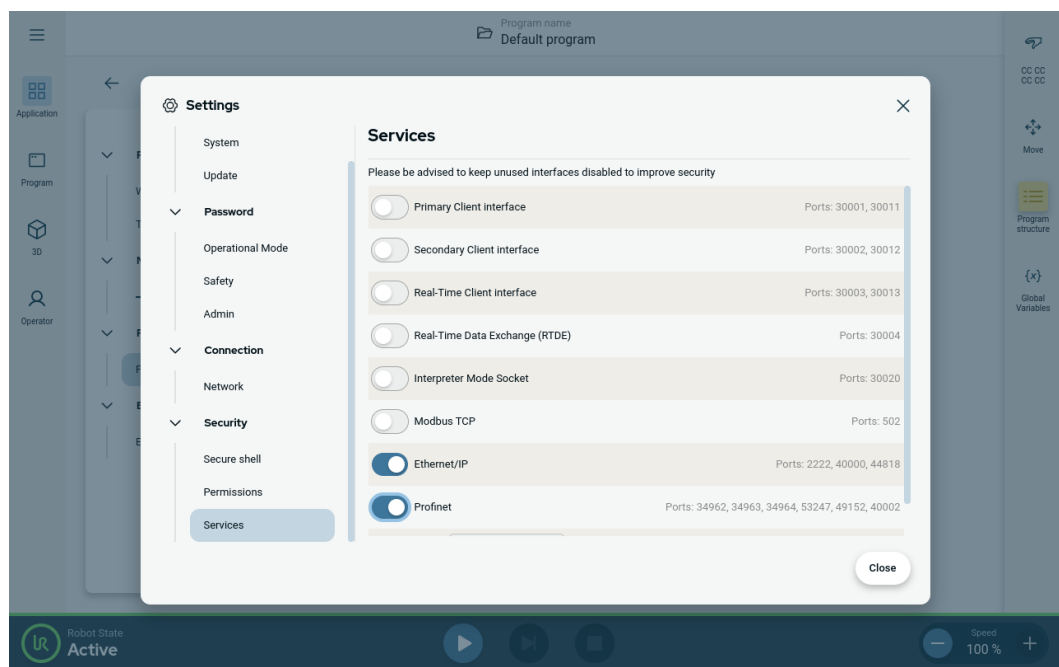 Program name
Default program
Application
Program
3D
Operator
CC CC
CC CC
Move
Program
structure
{x}
Global
Variables
Settings
System
Update
Password
Operational Mode
Safety
Admin
Connection
Network
Security
Secure shell
Permissions
Services
Services
Please be advised to keep unused interfaces disabled to improve security
Primary Client interface Ports: 30001, 30011
Secondary Client interface Ports: 30002, 30012
Real-Time Client interface Ports: 30003, 30013
Real-Time Data Exchange (RTDE) Ports: 30004
Interpreter Mode Socket Ports: 30020
Modbus TCP Ports: 502
Ethernet/IP Ports: 2222, 40000, 44818
Profinet Ports: 34962, 34963, 34964, 53247, 49152, 40002
Close
UR
Robot State
Active
Speed
100 %